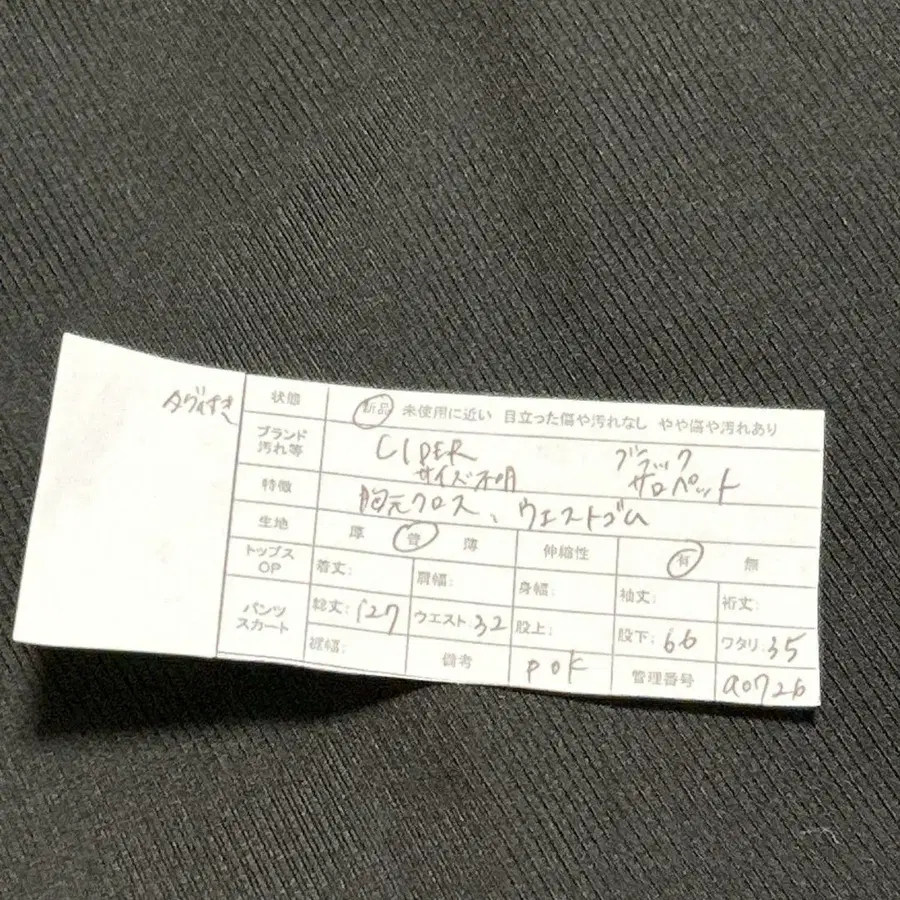 タグ付き
状態 新品 未使用に近い 目立った傷や汚れなし やや傷や汚れあり
ブランド 汚れ等 CIPER サイズ不明 ブラック サロペット
特徴 胸元クロス、ウエストゴム
生地 厚 普 薄 伸縮性 有 無
トップス OP 着丈: 肩幅: 身幅: 袖丈: 裄丈:
パンツ スカート 総丈: 127 ウエスト: 32 股上: 股下: 66 ワタリ: 35
裾幅: 備考 pok 管理番号 a0726